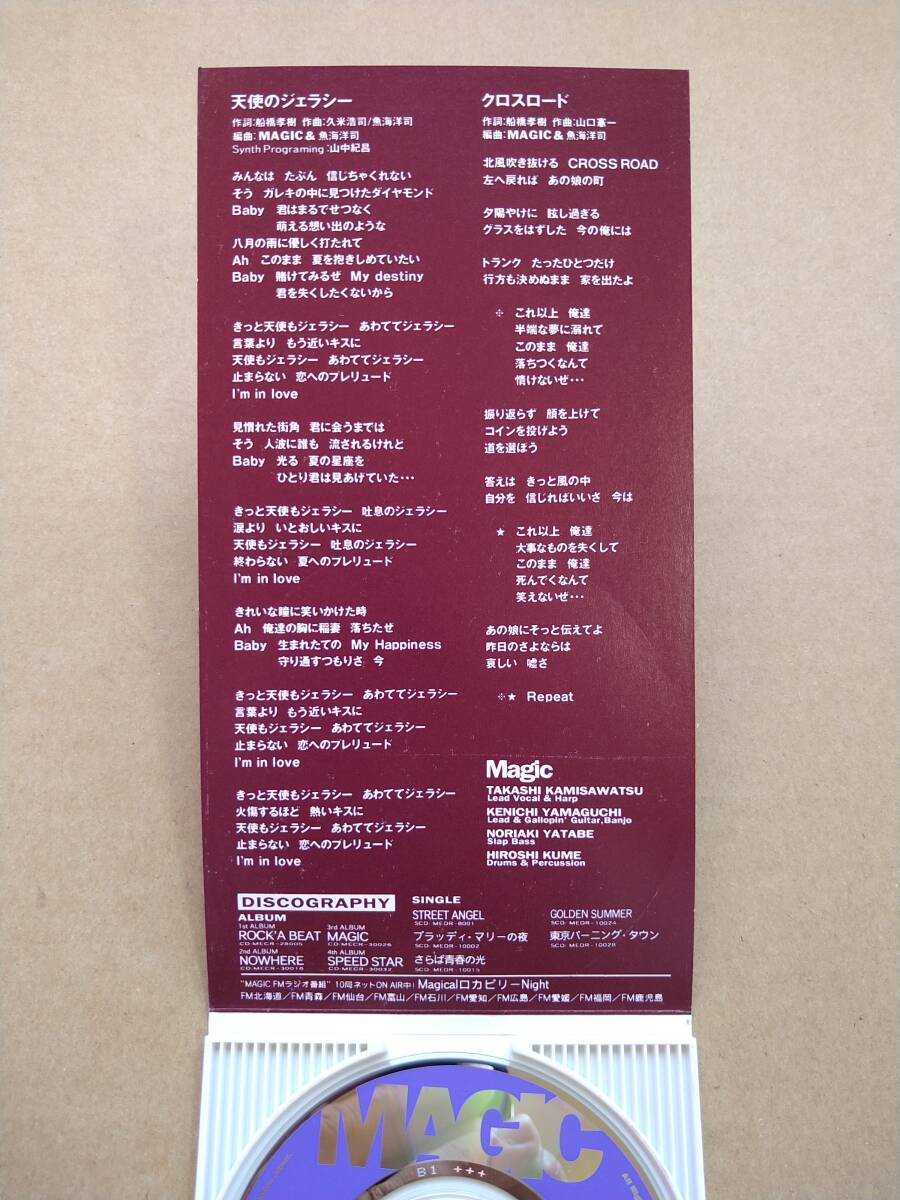 天使のジェラシー
作詞:船橋孝樹 作曲:久米浩司/魚海洋司
編曲:MAGIC& 魚海洋司
Synth Programing:山中紀昌
みんなは たぶん 信じちゃくれない
そう ガレキの中に見つけたダイヤモンド
Baby 君はまるでせつなく
萌える想い出のような
八月の雨に優しく打たれて
Ah このまま 夏を抱きしめていたい
Baby 賭けてみるぜ My destiny
君を失くしたくないから
きっと天使もジェラシー あわててジェラシー
言葉より もう近いキスに
天使もジェラシー あわててジェラシー
止まらない 恋へのプレリュード
I'm in love
見慣れた街角 君に会うまでは
そう 人波に誰も 流されるけれど
Baby 光る 夏の星座を
ひとり君は見あげていた・・・
きっと天使もジェラシー 吐息のジェラシー
涙より いとおしいキスに
天使もジェラシー 吐息のジェラシー
終わらない 夏へのプレリュード
I'm in love
きれいな瞳に笑いかけた時
Ah 俺達の胸に稲妻 落ちたぜ
Baby 生まれたての My Happiness
守り通すつもりさ 今
きっと天使もジェラシー あわててジェラシー
言葉より もう近いキスに
天使もジェラシー あわててジェラシー
止まらない 恋へのプレリュード
I'm in love
きっと天使もジェラシー あわててジェラシー
火傷するほど 熱いキスに
天使もジェラシー あわててジェラシー
止まらない 恋へのプレリュード
I'm in love
クロスロード
作詞:船橋孝樹 作曲:山口憲一
編曲:MAGIC& 魚海洋司
北風吹き抜ける CROSS ROAD
左へ戻れば あの娘の町
夕陽やけに 眩し過ぎる
グラスをはずした 今の俺には
トランク たったひとつだけ
行方も決めぬまま 家を出たよ
※ これ以上 俺達
半端な夢に溺れて
このまま 俺達
落ちつくなんて
情けないぜ・・・
振り返らず 顔を上げて
コインを投げよう
道を選ぼう
答えは きっと風の中
自分を 信じればいいさ 今は
★ これ以上 俺達
大事なものを失くして
このまま 俺達
死んでくなんて
笑えないぜ・・・
あの娘にそっと伝えてよ
昨日のさよならは
哀しい 嘘さ
※★ Repeat
Magic
TAKASHI KAMISAWATSU
Lead Vocal & Harp
KENICHI YAMAGUCHI
Lead & Gallopin' Guitar,Banjo
NORIAKI YATABE
Slap Bass
HIROSHI KUME
Drums & Percussion
DISCOGRAPHY
ALBUM
1st ALBUM
ROCK'A BEAT
CD:MECR-28005
2nd ALBUM
NOWHERE
CD:MECR-30016
3rd ALBUM
MAGIC
CD:MECR-30026
4th ALBUM
SPEED STAR
CD:MECR-30032
SINGLE
STREET ANGEL
SCD: MEDR-8001
ブラッディ・マリーの夜
SCD: MEDR-10002
さらば青春の光
SCD: MEDR-10015
GOLDEN SUMMER
SCD: MEDR-10024
東京バーニング・タウン
SCD: MEDR-10028
"MAGIC FMラジオ番組" 10局ネットON AIR中! MagicalロカビリーNight
FM北海道/FM青森/FM仙台/FM富山/FM石川/FM愛知/FM広島/FM愛媛/FM福岡/FM鹿児島
MAGIC
B1 +++